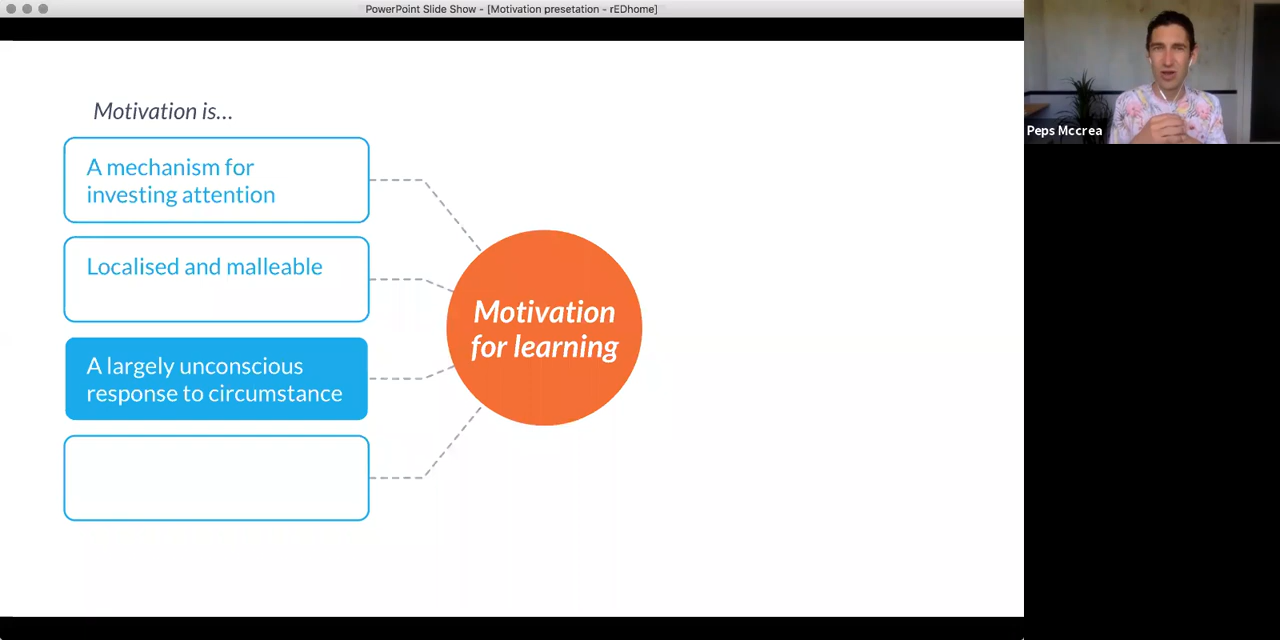 PowerPoint Slide Show - [Motivation presetation - rEDhome]
Motivation is...
A mechanism for
investing attention
Localised and malleable
A largely unconscious
response to circumstance
Motivation
for learning
Peps Mccrea